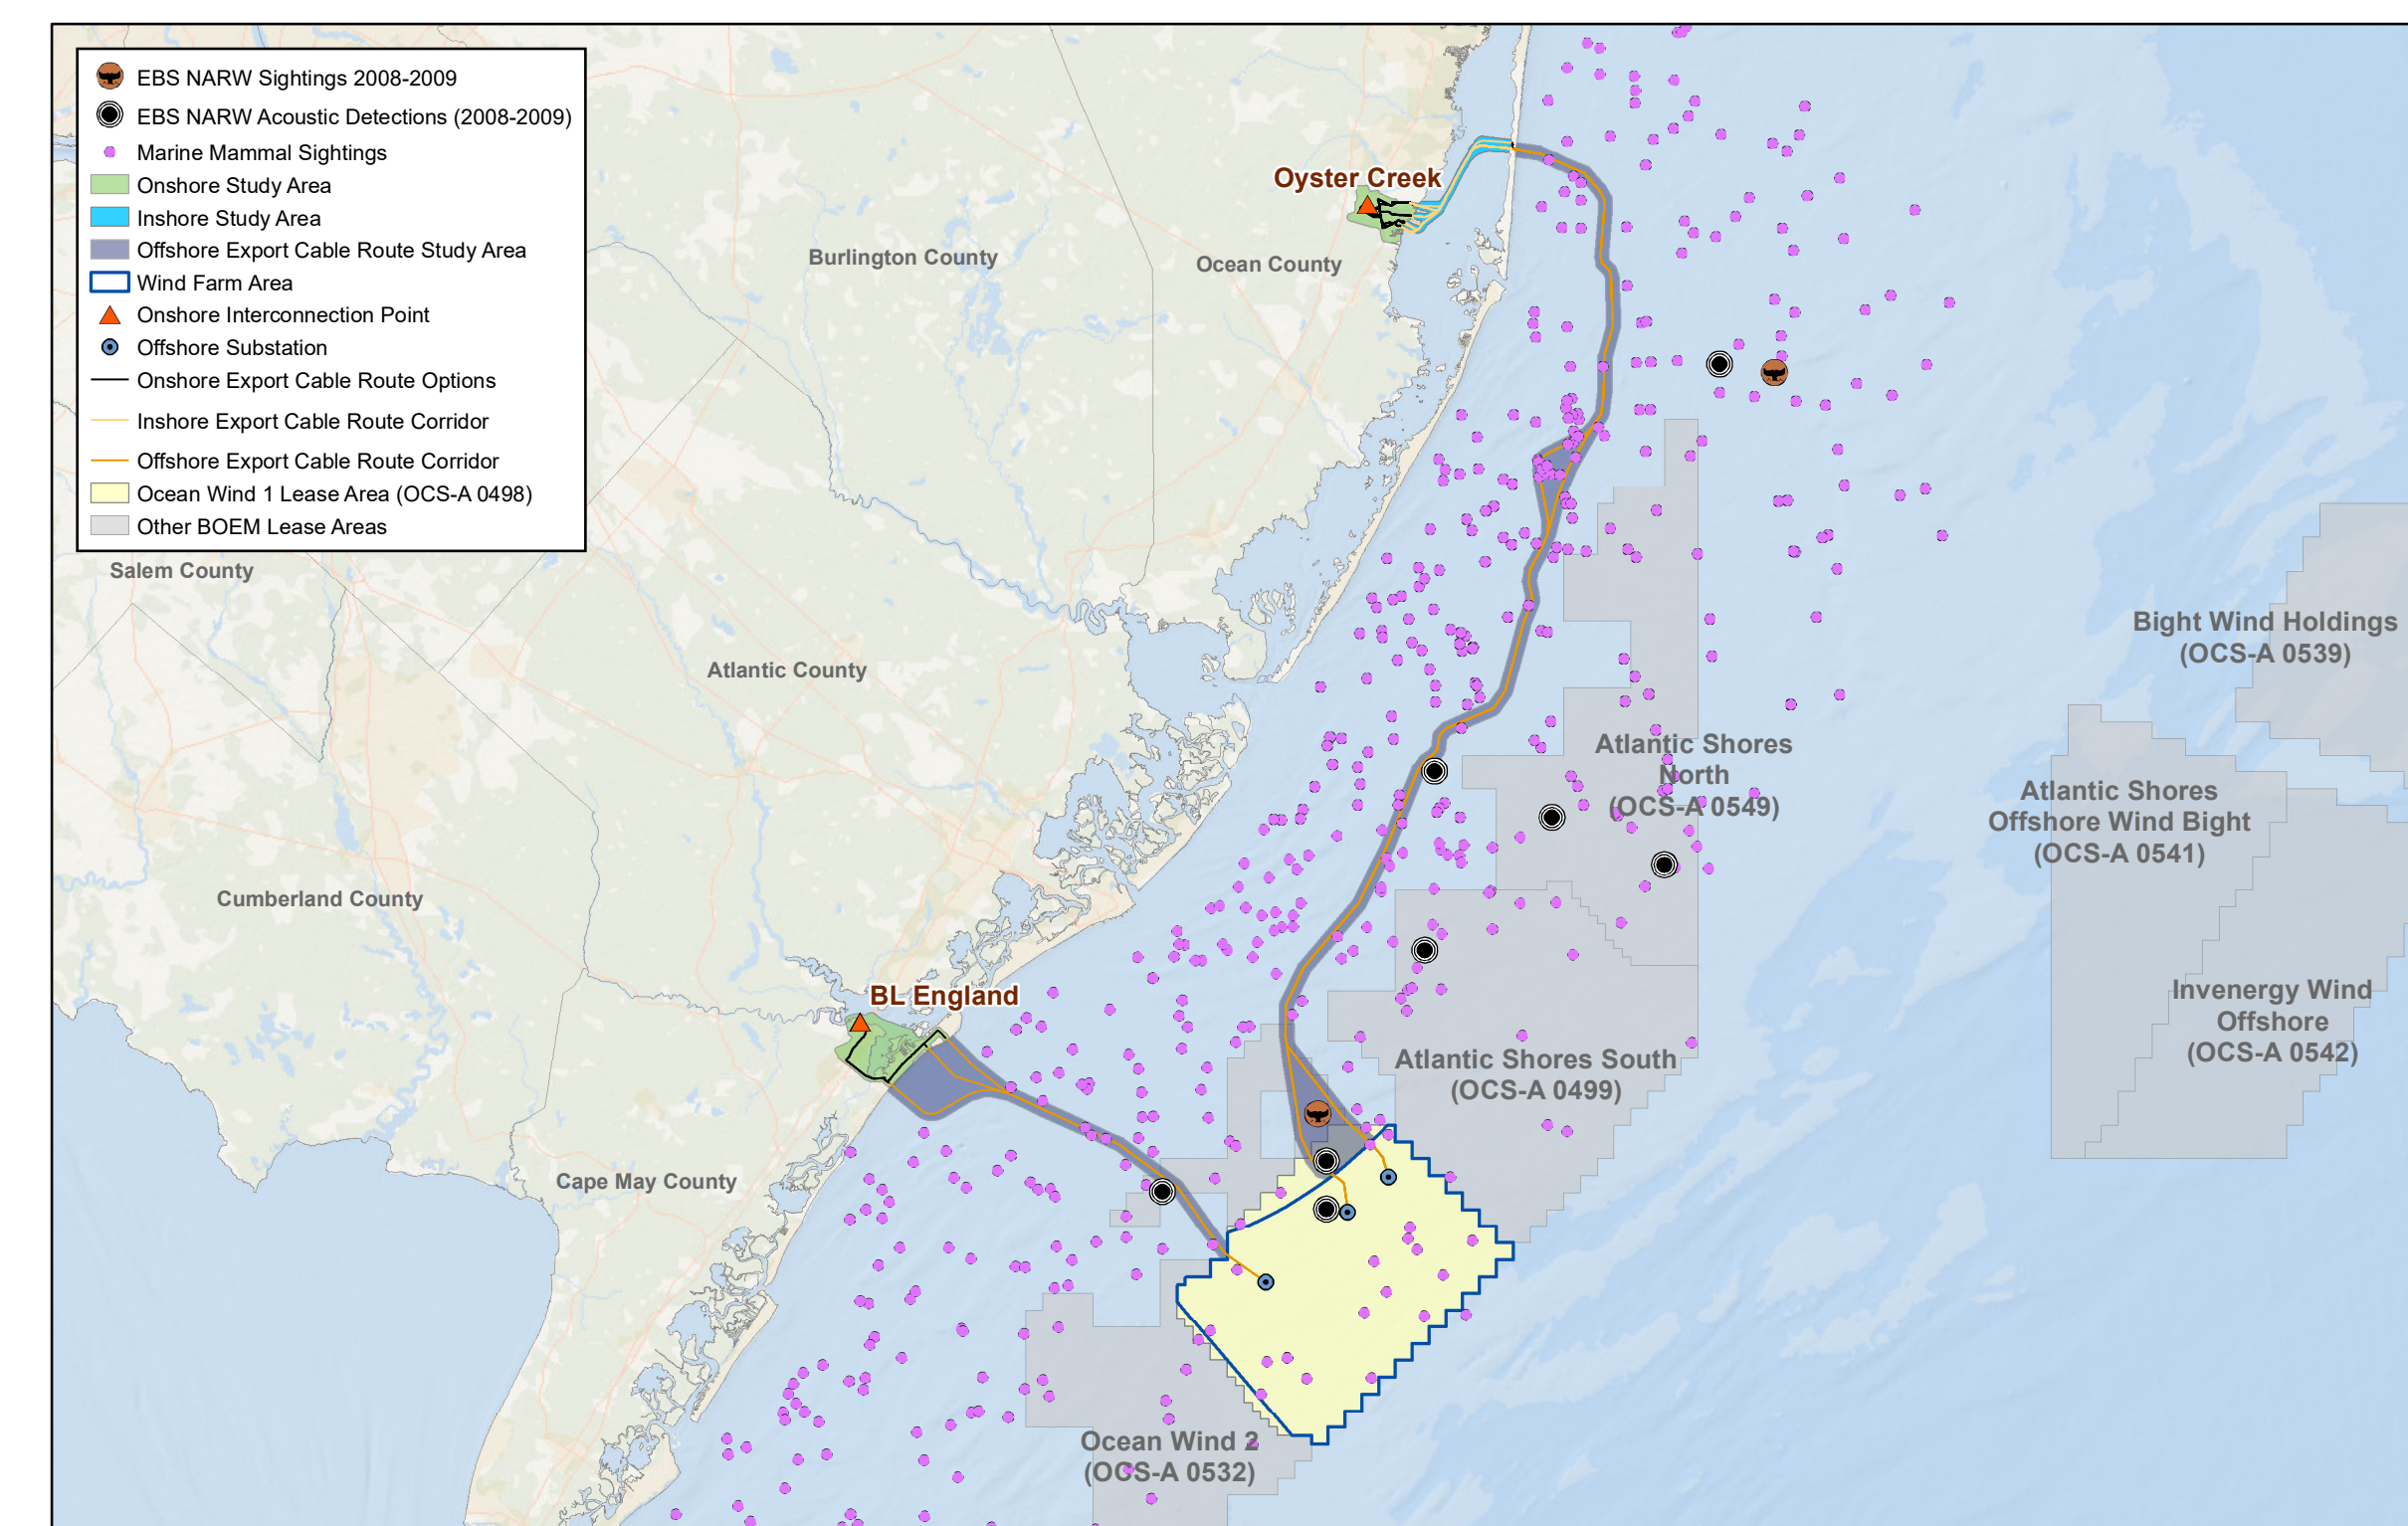 EBS NARW Sightings 2008-2009
EBS NARW Acoustic Detections (2008-2009)
Marine Mammal Sightings
Onshore Study Area
Inshore Study Area
Offshore Export Cable Route Study Area
Wind Farm Area
Onshore Interconnection Point
Offshore Substation
Onshore Export Cable Route Options
Inshore Export Cable Route Corridor
Offshore Export Cable Route Corridor
Ocean Wind 1 Lease Area (OCS-A 0498)
Other BOEM Lease Areas
Oyster Creek
Burlington County
Ocean County
Salem County
Atlantic County
Bight Wind Holdings
(OCS-A 0539)
Atlantic Shores
North
(OCS-A 0549)
Atlantic Shores
Offshore Wind Bight
(OCS-A 0541)
Cumberland County
BL England
Invenergy Wind
Offshore
(OCS-A 0542)
Atlantic Shores South
(OCS-A 0499)
Cape May County
Ocean Wind 2
(OCS-A 0532)